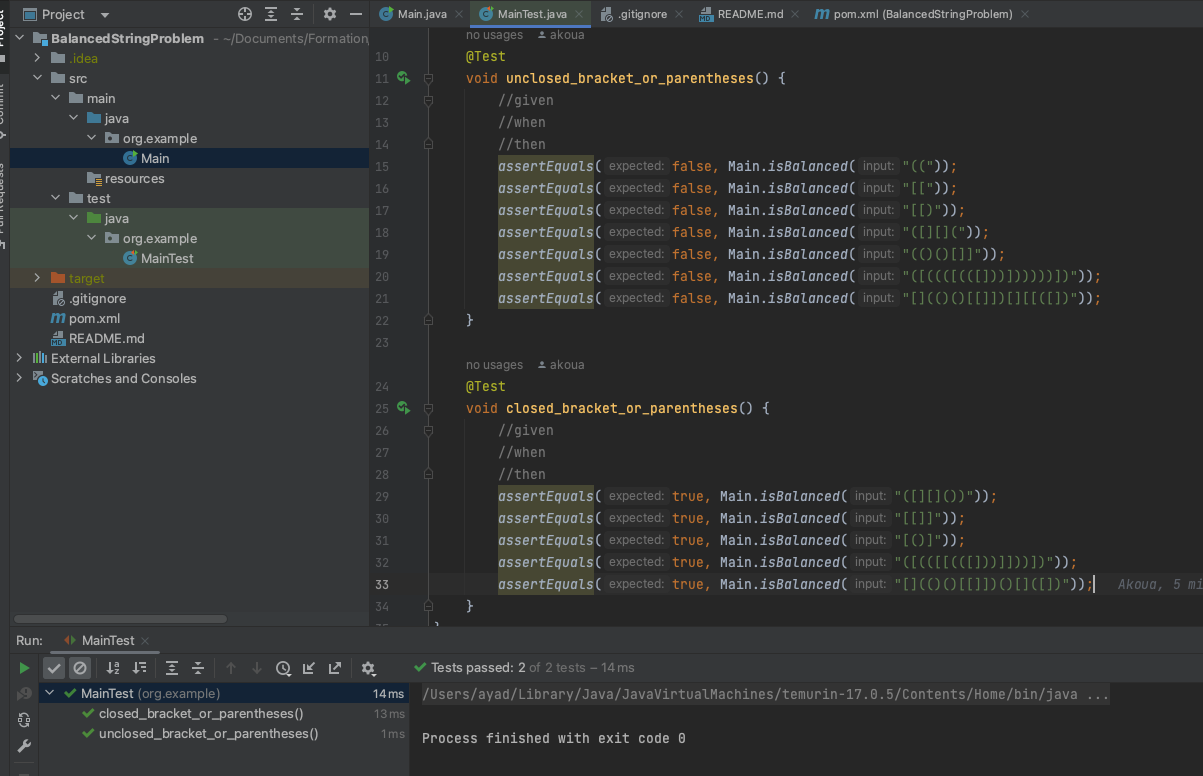 Project
Main.java
MainTest.java
.gitignore
README.md
pom.xml (BalancedStringProblem)
BalancedStringProblem - ~/Documents/Formation
.idea
src
main
java
org.example
Main
resources
test
java
org.example
MainTest
target
.gitignore
pom.xml
README.md
External Libraries
Scratches and Consoles
no usages akoua
10 @Test
11 void unclosed_bracket_or_parentheses() {
12 //given
13 //when
14 //then
15 assertEquals( expected: false, Main.isBalanced( input: "(("));
16 assertEquals( expected: false, Main.isBalanced( input: "[["));
17 assertEquals( expected: false, Main.isBalanced( input: "[[)"));
18 assertEquals( expected: false, Main.isBalanced( input: "([][]("));
19 assertEquals( expected: false, Main.isBalanced( input: "(()()[]]"));
20 assertEquals( expected: false, Main.isBalanced( input: "([((([(([]))]))))))])"));
21 assertEquals( expected: false, Main.isBalanced( input: "[](()()[[]])[][[([])"));
22 }
23
no usages akoua
24 @Test
25 void closed_bracket_or_parentheses() {
26 //given
27 //when
28 //then
29 assertEquals( expected: true, Main.isBalanced( input: "([][]())"));
30 assertEquals( expected: true, Main.isBalanced( input: "[[]]"));
31 assertEquals( expected: true, Main.isBalanced( input: "[()]"));
32 assertEquals( expected: true, Main.isBalanced( input: "([(([[(([]))]]))])"));
33 assertEquals( expected: true, Main.isBalanced( input: "[](()()[[]])()[]([])")); Akoua, 5 mi
34 }
Run: MainTest
Tests passed: 2 of 2 tests – 14 ms
MainTest (org.example) 14 ms
closed_bracket_or_parentheses() 13 ms
unclosed_bracket_or_parentheses() 1 ms
/Users/ayad/Library/Java/JavaVirtualMachines/temurin-17.0.5/Contents/Home/bin/java ...
Process finished with exit code 0